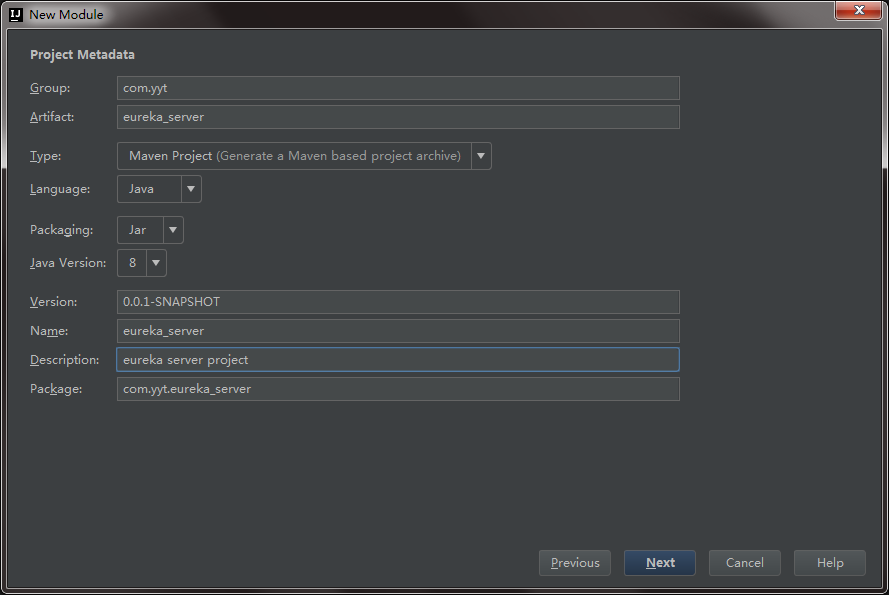 IJ New Module
Project Metadata
Group: com.yyt
Artifact: eureka_server
Type: Maven Project (Generate a Maven based project archive)
Language: Java
Packaging: Jar
Java Version: 8
Version: 0.0.1-SNAPSHOT
Name: eureka_server
Description: eureka server project
Package: com.yyt.eureka_server
Previous Next Cancel Help